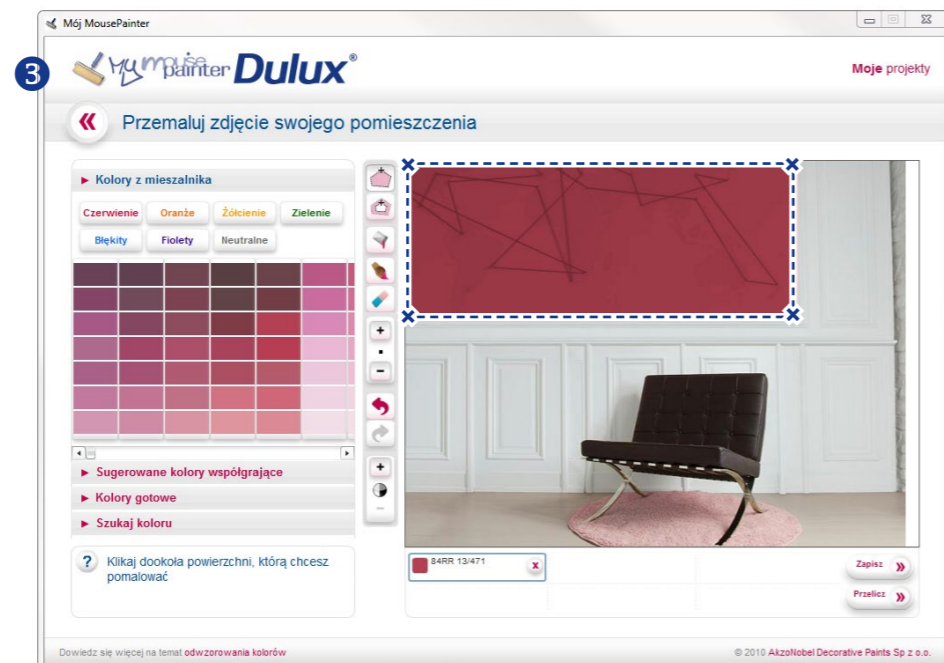 Mój MousePainter
3
My mouse painter Dulux®
Moje projekty
Przemaluj zdjęcie swojego pomieszczenia
Kolory z mieszalnika
Czerwienie Oranże Żółcienie Zielenie
Błękity Fiolety Neutralne
Sugerowane kolory współgrające
Kolory gotowe
Szukaj koloru
? Klikaj dookoła powierzchni, którą chcesz
pomalować
84RR 13/471 x
Zapisz »
Przelicz »
Dowiedz się więcej na temat odwzorowania kolorów
© 2010 AkzoNobel Decorative Paints Sp z o.o.